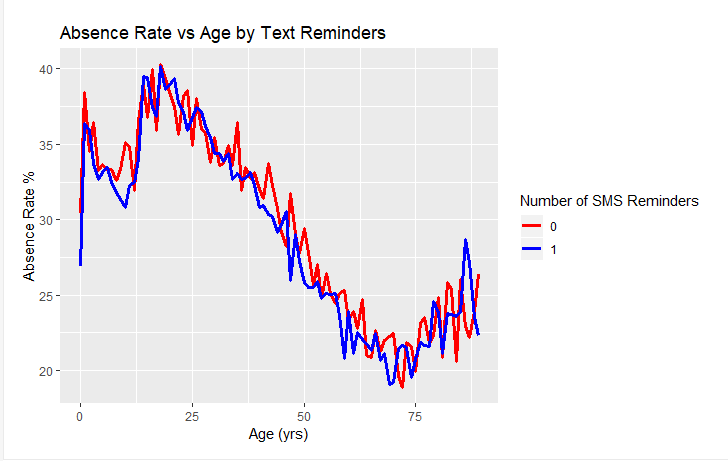 Absence Rate vs Age by Text Reminders
Absence Rate %
40
35
30
25
20
0 25 50 75
Age (yrs)
Number of SMS Reminders
0
1